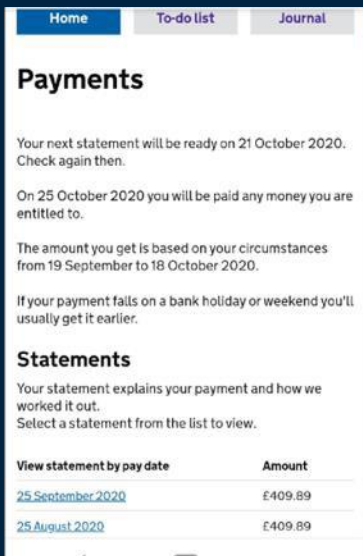 Home To-do list Journal
Payments
Your next statement will be ready on 21 October 2020.
Check again then.
On 25 October 2020 you will be paid any money you are
entitled to.
The amount you get is based on your circumstances
from 19 September to 18 October 2020.
If your payment falls on a bank holiday or weekend you'll
usually get it earlier.
Statements
Your statement explains your payment and how we
worked it out.
Select a statement from the list to view.
View statement by pay date Amount
25 September 2020 £409.89
25 August 2020 £409.89